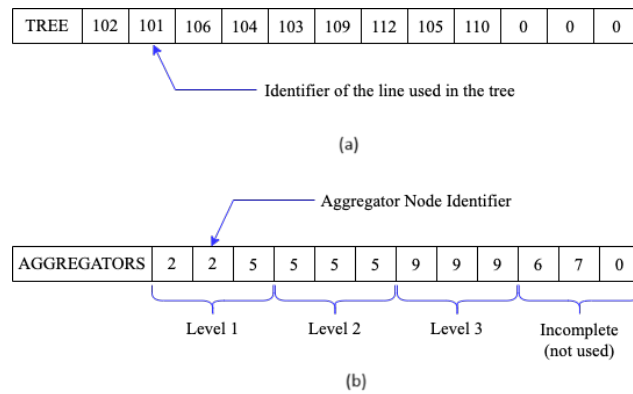 TREE 102 101 106 104 103 109 112 105 110 0 0 0
Identifier of the line used in the tree
(a)
Aggregator Node Identifier
AGGREGATORS 2 2 5 5 5 5 9 9 9 6 7 0
Level 1 Level 2 Level 3 Incomplete
(not used)
(b)